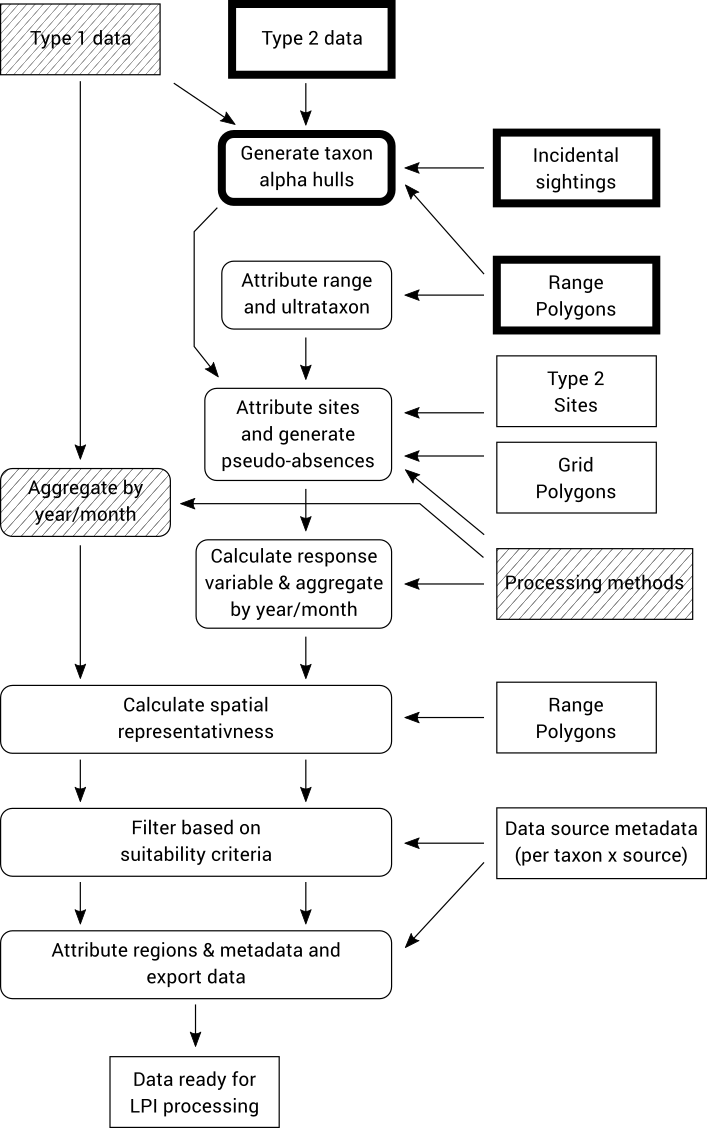 Type 1 data
Type 2 data
Generate taxon
alpha hulls
Incidental
sightings
Attribute range
and ultrataxon
Range
Polygons
Attribute sites
and generate
pseudo-absences
Type 2
Sites
Grid
Polygons
Aggregate by
year/month
Calculate response
variable & aggregate
by year/month
Processing methods
Calculate spatial
representativness
Range
Polygons
Filter based on
suitability criteria
Data source metadata
(per taxon x source)
Attribute regions & metadata and
export data
Data ready for
LPI processing